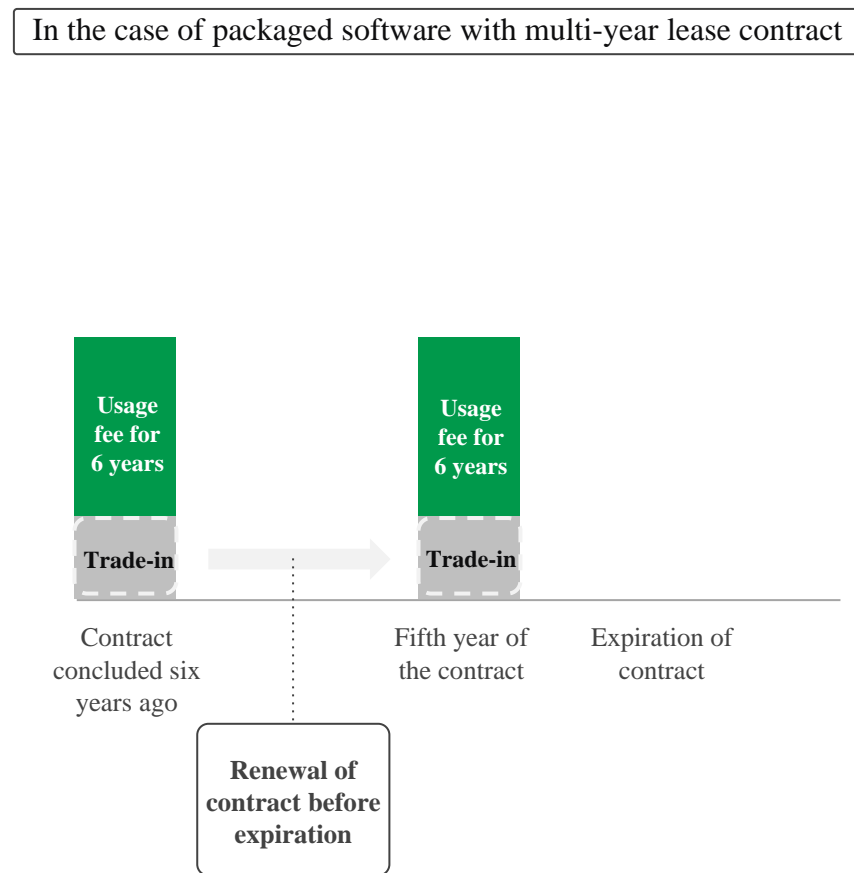 In the case of packaged software with multi-year lease contract
Usage
fee for
6 years
Usage
fee for
6 years
Trade-in
Trade-in
Contract
concluded six
years ago
Fifth year of
the contract
Expiration of
contract
Renewal of
contract before
expiration